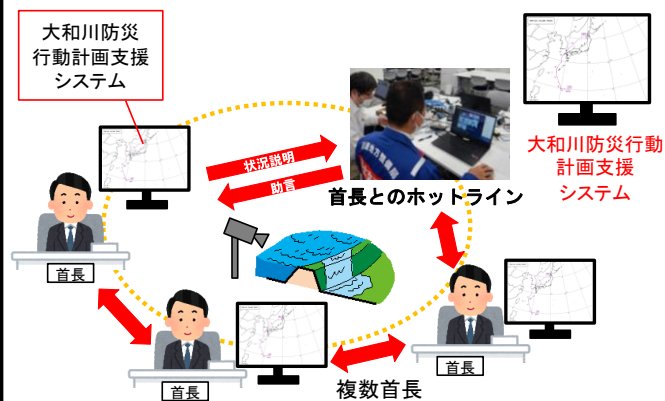 大和川防災
行動計画支援
システム
大和川防災行動
計画支援
システム
状況説明
助言
首長とのホットライン
首長
首長
首長
複数首長